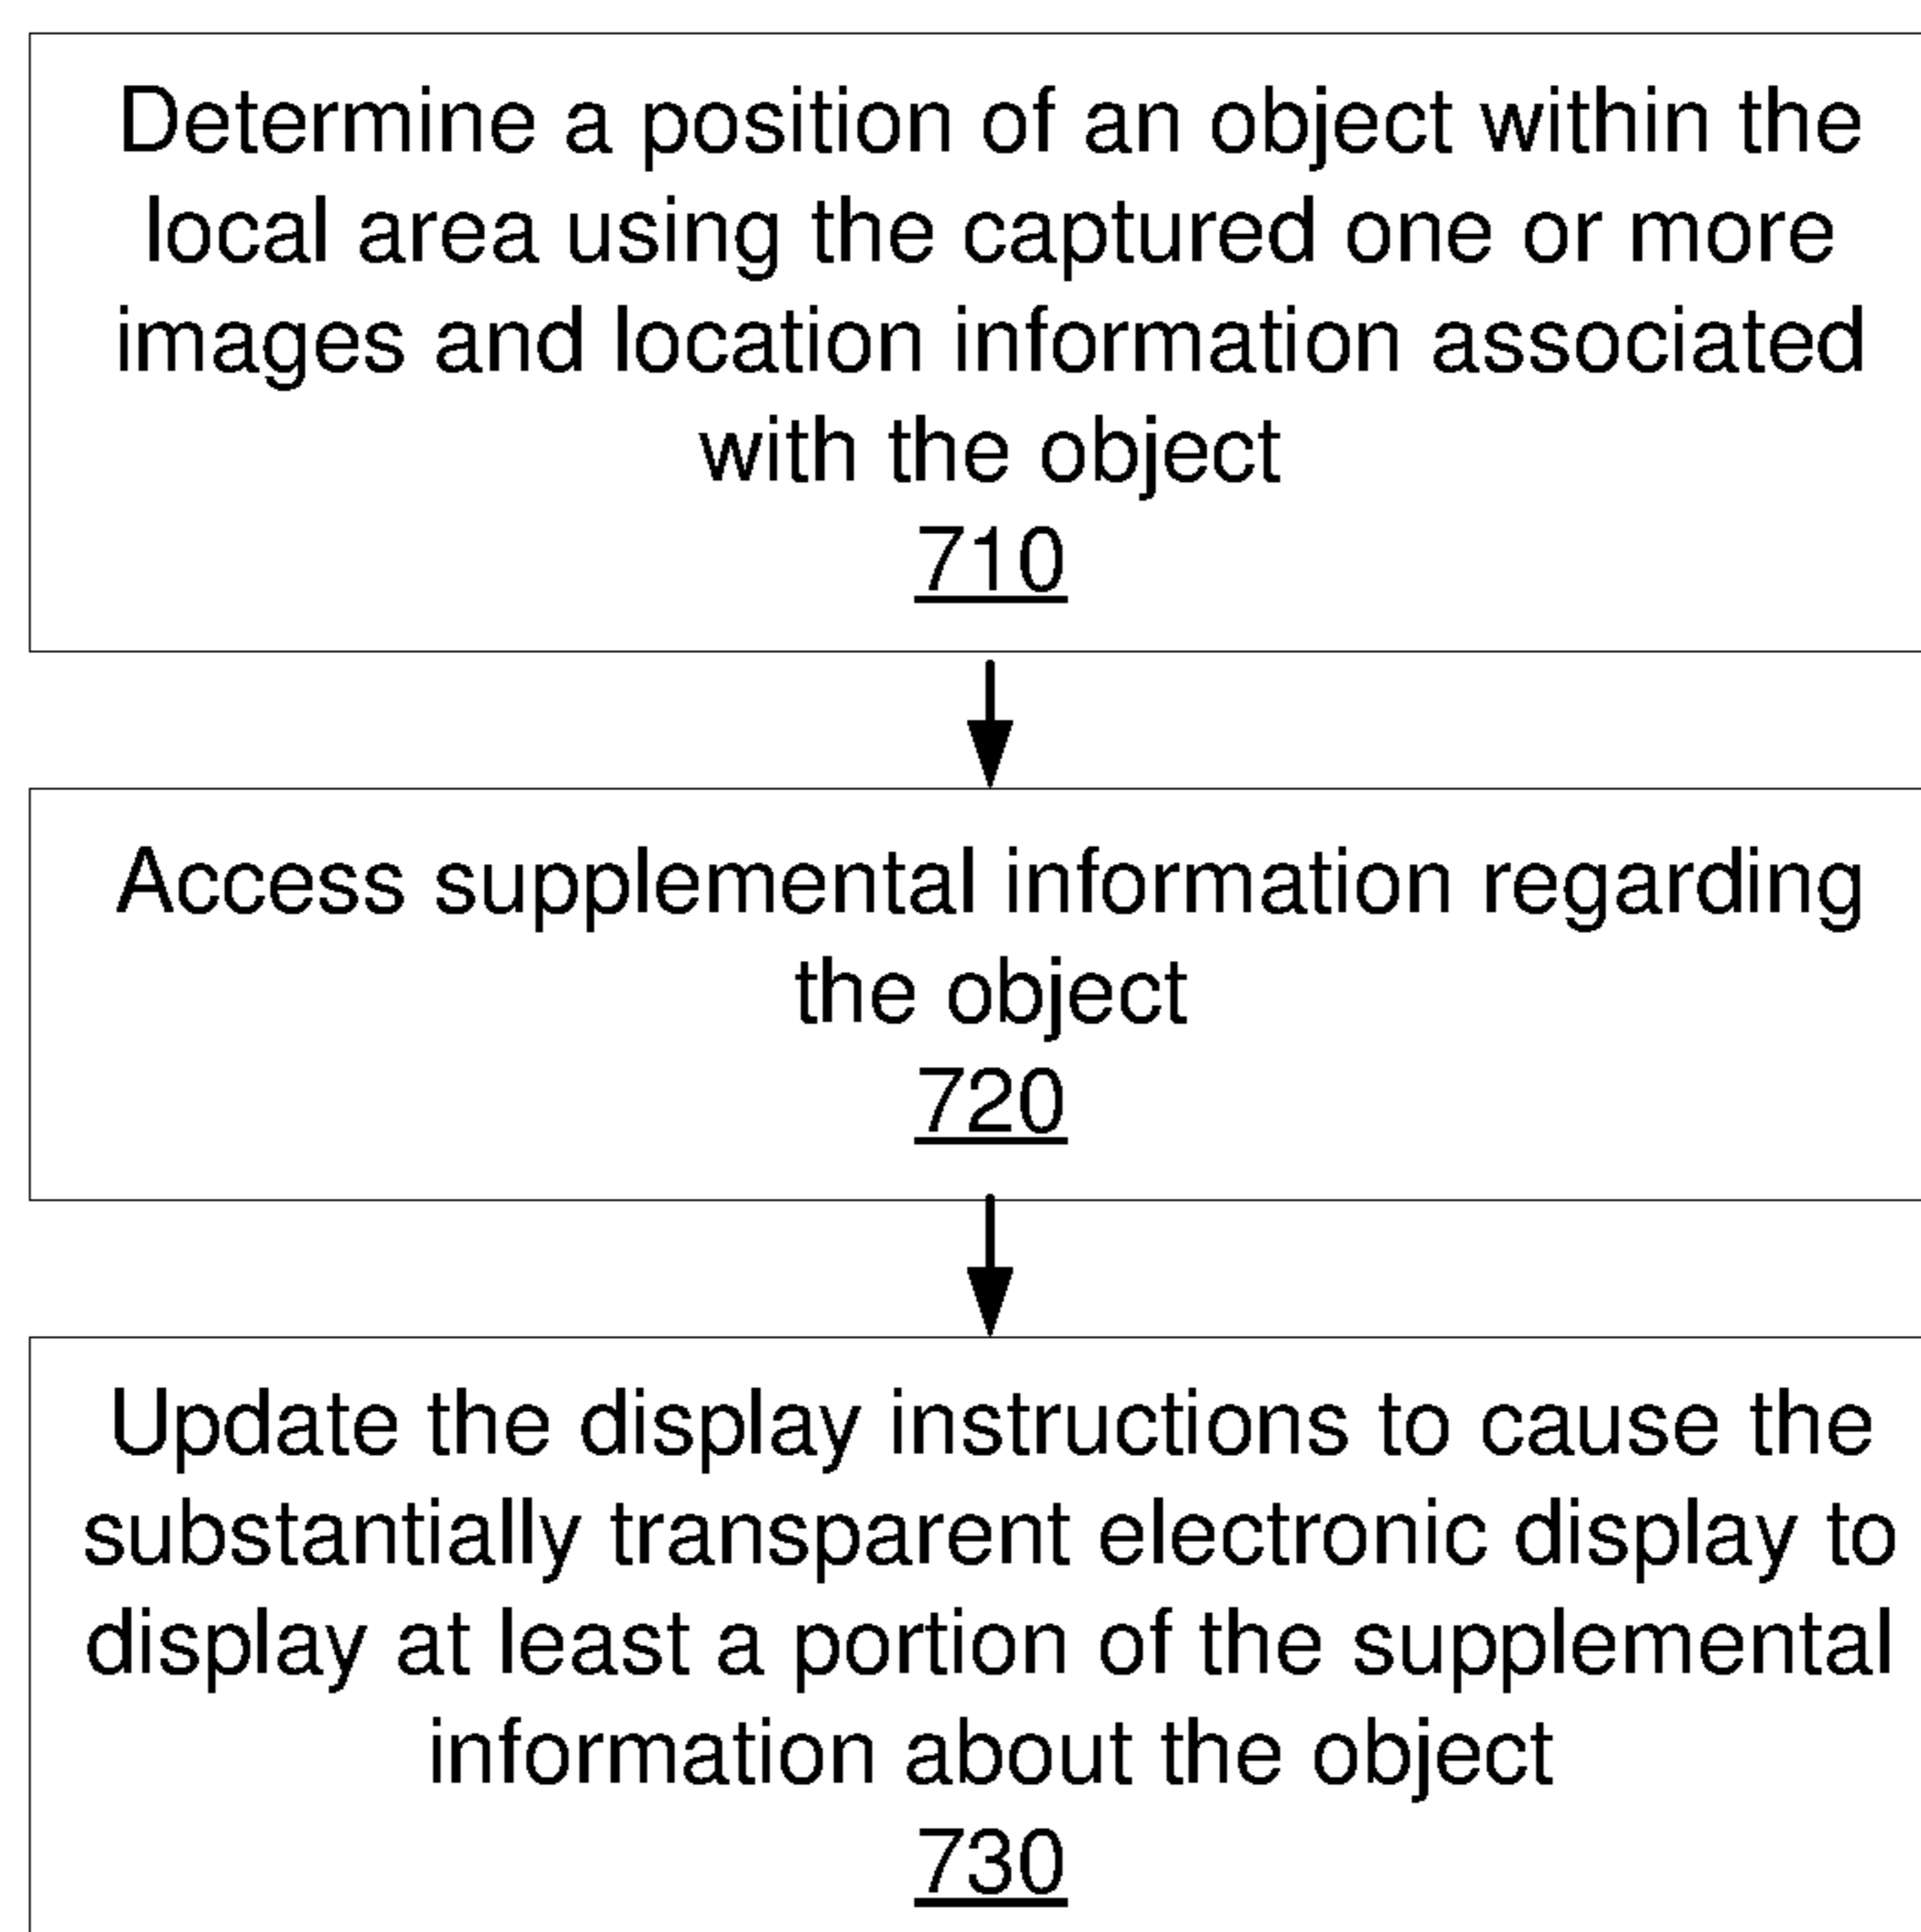 Determine a position of an object within the
local area using the captured one or more
images and location information associated
with the object
710
Access supplemental information regarding
the object
720
Update the display instructions to cause the
substantially transparent electronic display to
display at least a portion of the supplemental
information about the object
730